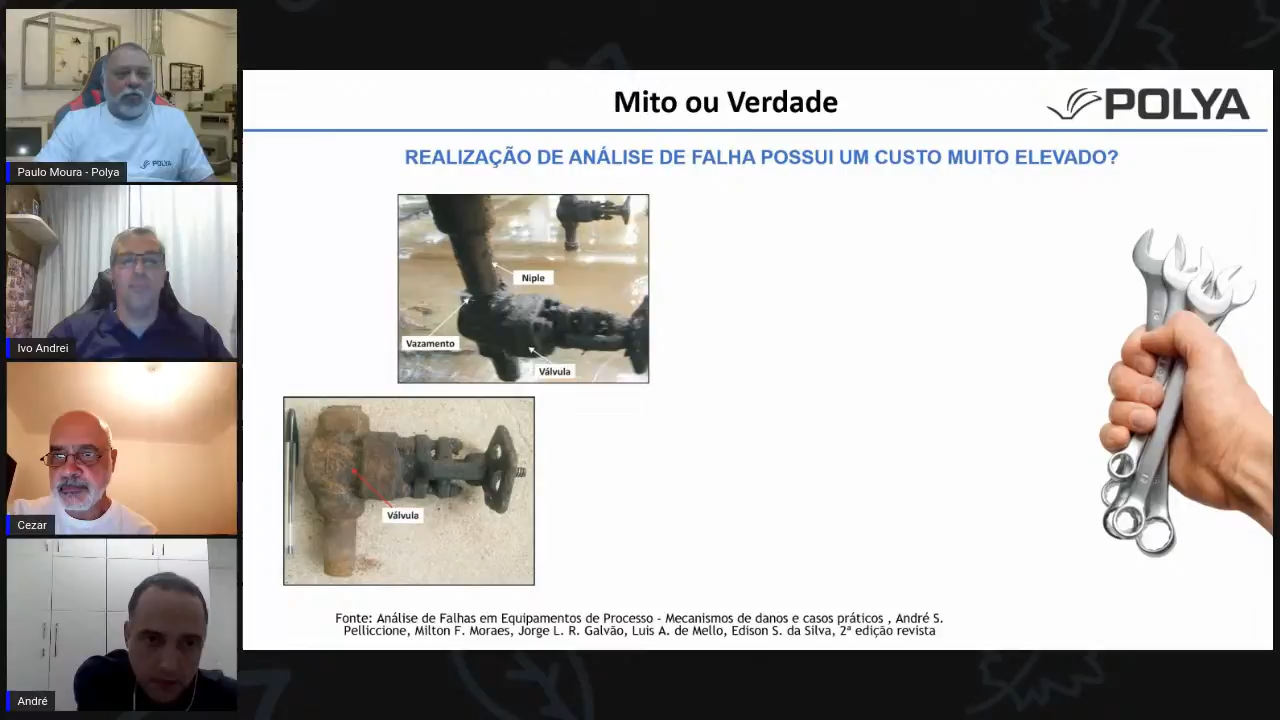 POLYA
Paulo Moura - Polya
Ivo Andrei
Cezar
André
Mito ou Verdade
POLYA
REALIZAÇÃO DE ANÁLISE DE FALHA POSSUI UM CUSTO MUITO ELEVADO?
Niple
Vazamento
Válvula
Válvula
Fonte: Análise de Falhas em Equipamentos de Processo - Mecanismos de danos e casos práticos , André S.
Pelliccione, Milton F. Moraes, Jorge L. R. Galvão, Luis A. de Mello, Edison S. da Silva, 2ª edição revista